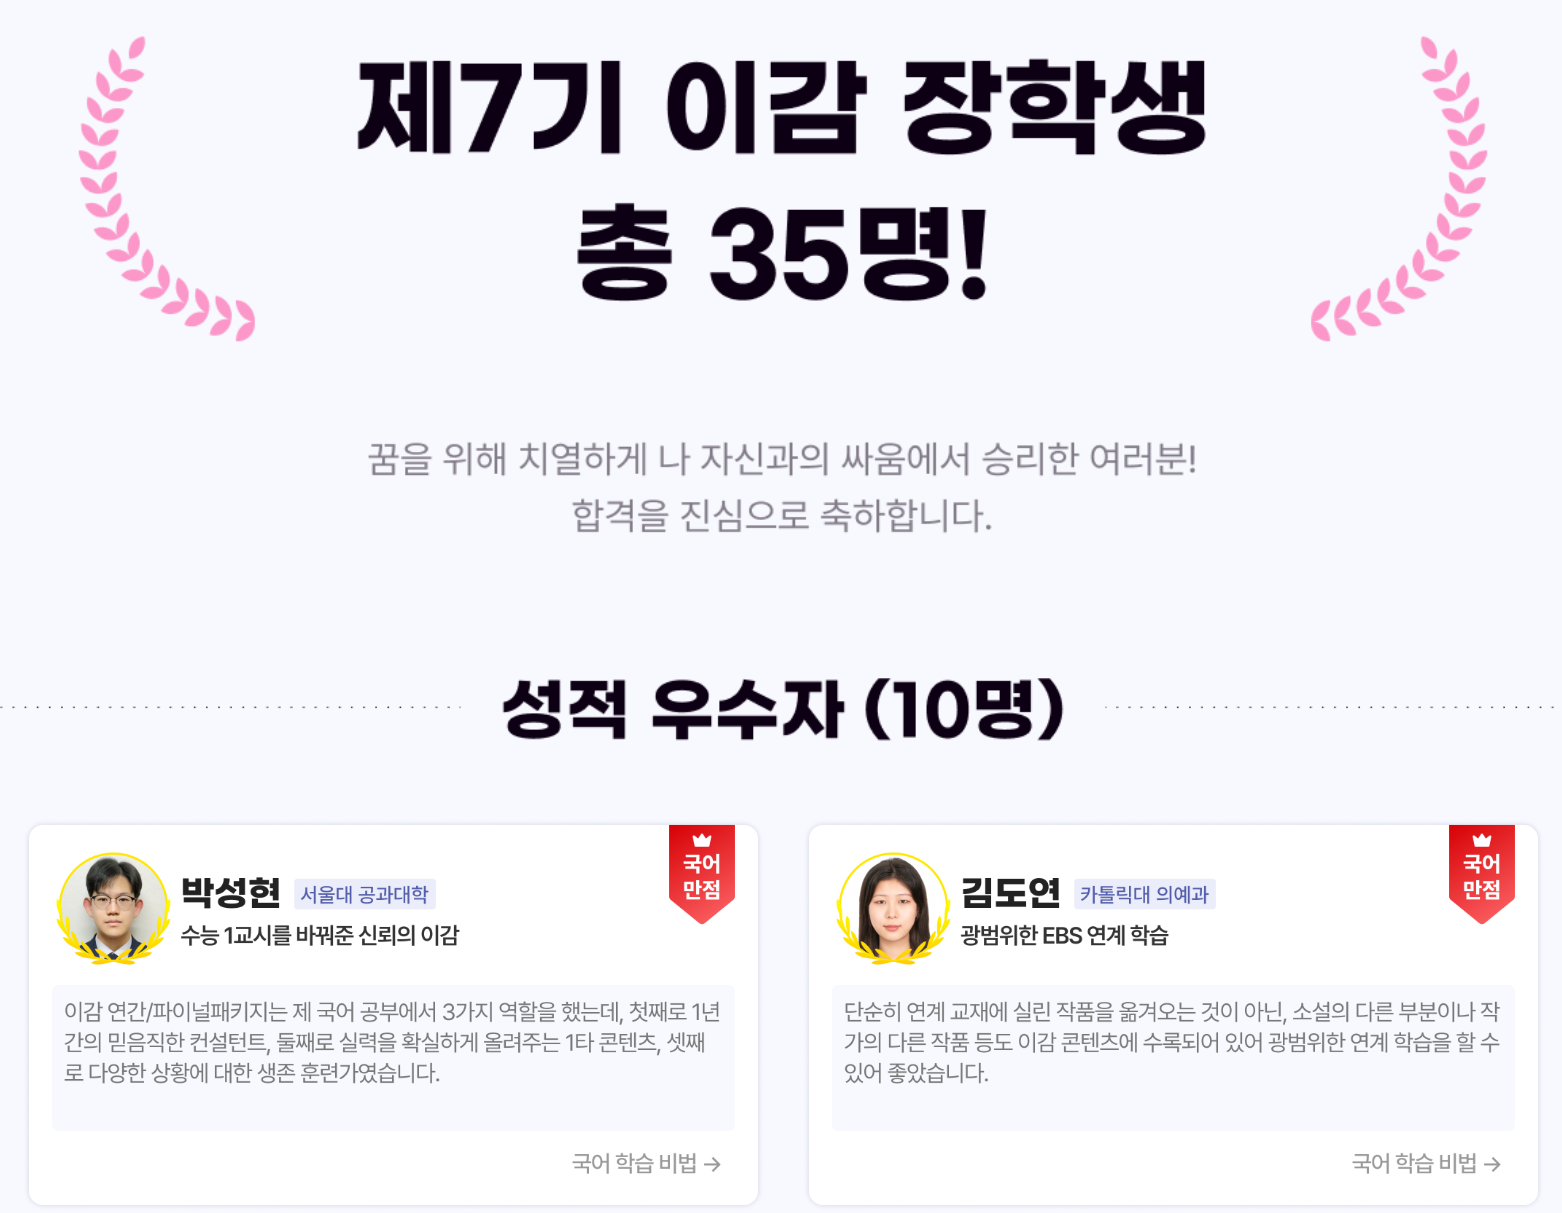 제7기 이감 장학생
총 35명!
꿈을 위해 치열하게 나 자신과의 싸움에서 승리한 여러분!
합격을 진심으로 축하합니다.
성적 우수자 (10명)
국어
만점
박성현 서울대 공과대학
수능 1교시를 바꿔준 신뢰의 이감
이감 연간/파이널패키지는 제 국어 공부에서 3가지 역할을 했는데, 첫째로 1년
간의 믿음직한 컨설턴트, 둘째로 실력을 확실하게 올려주는 1타 콘텐츠, 셋째
로 다양한 상황에 대한 생존 훈련가였습니다.
국어 학습 비법 →
국어
만점
김도연 카톨릭대 의예과
광범위한 EBS 연계 학습
단순히 연계 교재에 실린 작품을 옮겨오는 것이 아닌, 소설의 다른 부분이나 작
가의 다른 작품 등도 이감 콘텐츠에 수록되어 있어 광범위한 연계 학습을 할 수
있어 좋았습니다.
국어 학습 비법 →